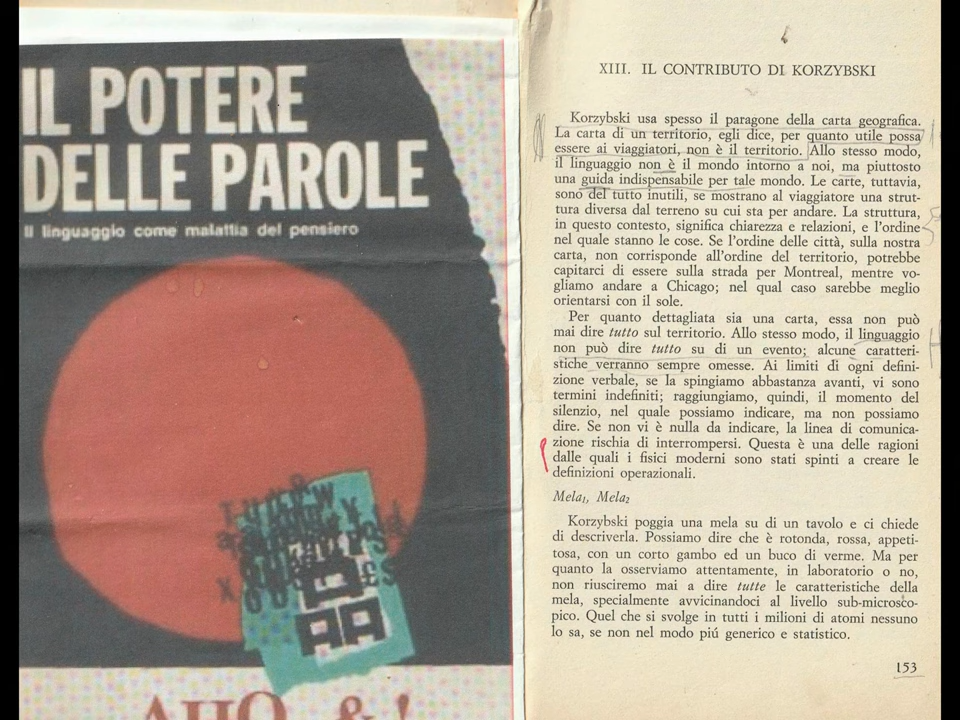 IL POTERE
DELLE PAROLE
Il linguaggio come malattia del pensiero
XIII. IL CONTRIBUTO DI KORZYBSKI
Korzybski usa spesso il paragone della carta geografica.
La carta di un territorio, egli dice, per quanto utile possa
essere ai viaggiatori, non è il territorio. Allo stesso modo,
il linguaggio non è il mondo intorno a noi, ma piuttosto
una guida indispensabile per tale mondo. Le carte, tuttavia,
sono del tutto inutili, se mostrano al viaggiatore una strut-
tura diversa dal terreno su cui sta per andare. La struttura,
in questo contesto, significa chiarezza e relazioni, e l'ordine
nel quale stanno le cose. Se l'ordine delle città, sulla nostra
carta, non corrisponde all'ordine del territorio, potrebbe
capitarci di essere sulla strada per Montreal, mentre vo-
gliamo andare a Chicago; nel qual caso sarebbe meglio
orientarsi con il sole.
Per quanto dettagliata sia una carta, essa non può
mai dire tutto sul territorio. Allo stesso modo, il linguaggio
non può dire tutto su di un evento; alcune caratteri-
stiche verranno sempre omesse. Ai limiti di ogni defini-
zione verbale, se la spingiamo abbastanza avanti, vi sono
termini indefiniti; raggiungiamo, quindi, il momento del
silenzio, nel quale possiamo indicare, ma non possiamo
dire. Se non vi è nulla da indicare, la linea di comunica-
zione rischia di interrompersi. Questa è una delle ragioni
dalle quali i fisici moderni sono stati spinti a creare le
definizioni operazionali.
Mela₁, Mela₂
Korzybski poggia una mela su di un tavolo e ci chiede
di descriverla. Possiamo dire che è rotonda, rossa, appeti-
tosa, con un corto gambo ed un buco di verme. Ma per
quanto la osserviamo attentamente, in laboratorio o no,
non riusciremo mai a dire tutte le caratteristiche della
mela, specialmente avvicinandoci al livello sub-microsco-
pico. Quel che si svolge in tutti i milioni di atomi nessuno
lo sa, se non nel modo piú generico e statistico.
153